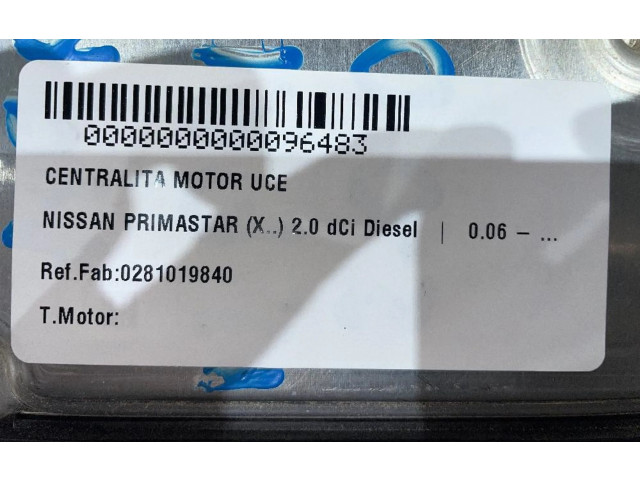 0000000000096483
CENTRALITA MOTOR UCE
NISSAN PRIMASTAR (X..) 2.0 dCi Diesel | 0.06 – ...
Ref.Fab:0281019840
T.Motor: